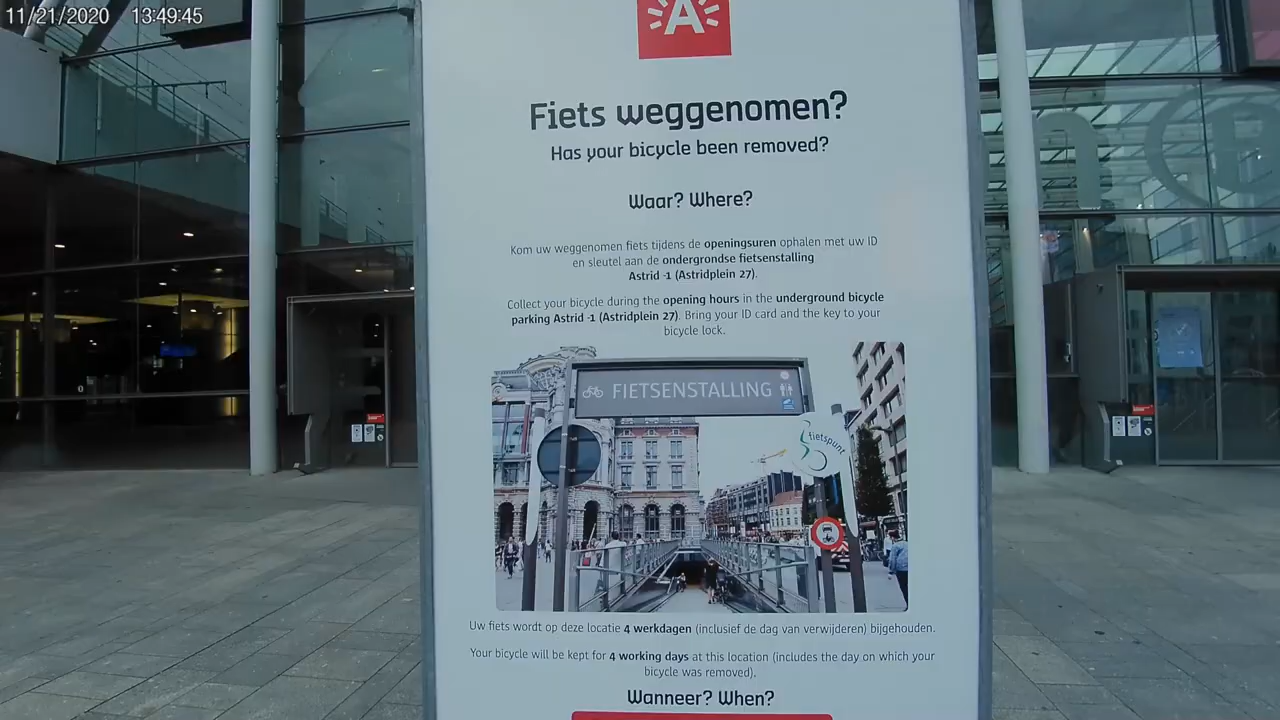 11/21/2020 13:49:45
A
Fiets weggenomen?
Has your bicycle been removed?
Waar? Where?
Kom uw weggenomen fiets tijdens de openingsuren ophalen met uw ID
en sleutel aan de ondergrondse fietsenstalling
Astrid -1 (Astridplein 27).
Collect your bicycle during the opening hours in the underground bicycle
parking Astrid -1 (Astridplein 27). Bring your ID card and the key to your
bicycle lock.
FIETSENSTALLING
fietspunt
Uw fiets wordt op deze locatie 4 werkdagen (inclusief de dag van verwijderen) bijgehouden.
Your bicycle will be kept for 4 working days at this location (includes the day on which your
bicycle was removed).
Wanneer? When?